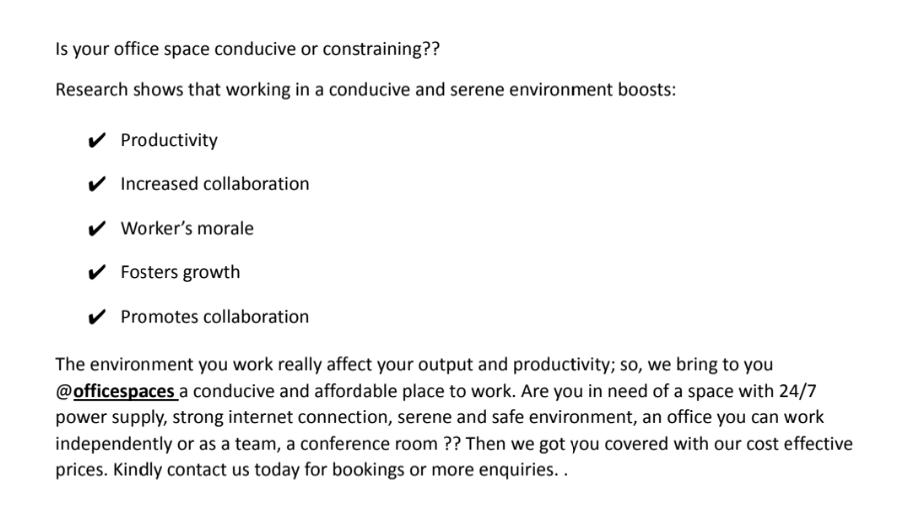 Is your office space conducive or constraining??
Research shows that working in a conducive and serene environment boosts:
✔ Productivity
✔ Increased collaboration
✔ Worker’s morale
✔ Fosters growth
✔ Promotes collaboration
The environment you work really affect your output and productivity; so, we bring to you
@officespaces a conducive and affordable place to work. Are you in need of a space with 24/7
power supply, strong internet connection, serene and safe environment, an office you can work
independently or as a team, a conference room ?? Then we got you covered with our cost effective
prices. Kindly contact us today for bookings or more enquiries. .